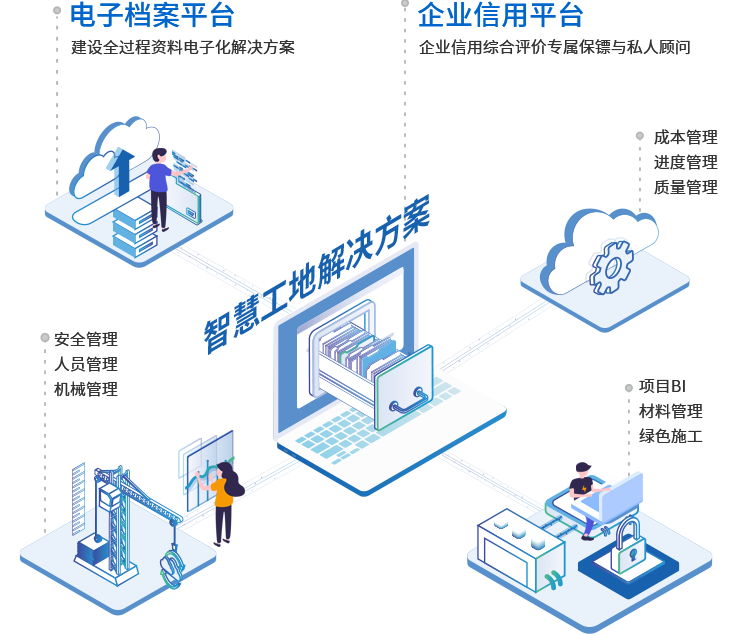 电子档案平台
建设全过程资料电子化解决方案
企业信用平台
企业信用综合评价专属保镖与私人顾问
成本管理
进度管理
质量管理
智慧工地解决方案
安全管理
人员管理
机械管理
项目BI
材料管理
绿色施工